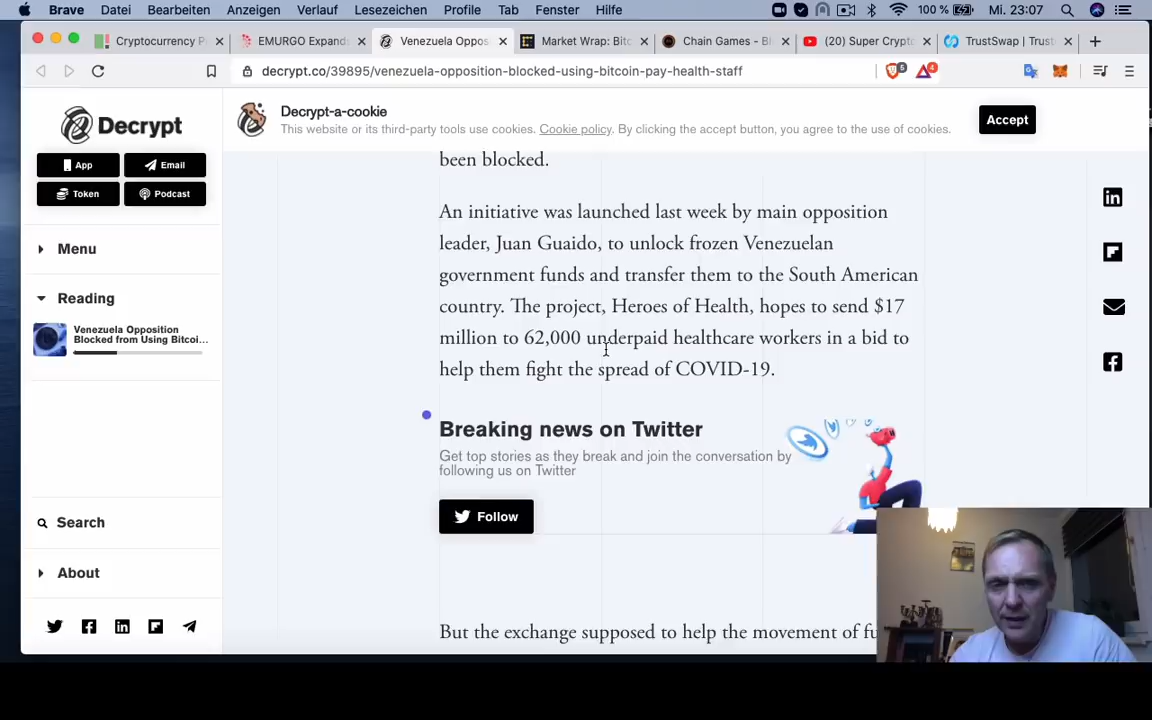 Brave Datei Bearbeiten Anzeigen Verlauf Lesezeichen Profile Tab Fenster Hilfe 100 % Mi. 23:07
Cryptocurrency P
EMURGO Expand
Venezuela Oppos
Market Wrap: Bitc
Chain Games - Bl
(20) Super Crypto
TrustSwap | Trust
decrypt.co/39895/venezuela-opposition-blocked-using-bitcoin-pay-health-staff
5
4
Decrypt
App
Email
Token
Podcast
Menu
Reading
Venezuela Opposition
Blocked from Using Bitcoi...
Search
About
Decrypt-a-cookie
This website or its third-party tools use cookies. Cookie policy. By clicking the accept button, you agree to the use of cookies.
Accept
been blocked.
An initiative was launched last week by main opposition
leader, Juan Guaido, to unlock frozen Venezuelan
government funds and transfer them to the South American
country. The project, Heroes of Health, hopes to send $17
million to 62,000 underpaid healthcare workers in a bid to
help them fight the spread of COVID-19.
Breaking news on Twitter
Get top stories as they break and join the conversation by
following us on Twitter
Follow
But the exchange supposed to help the movement of fu